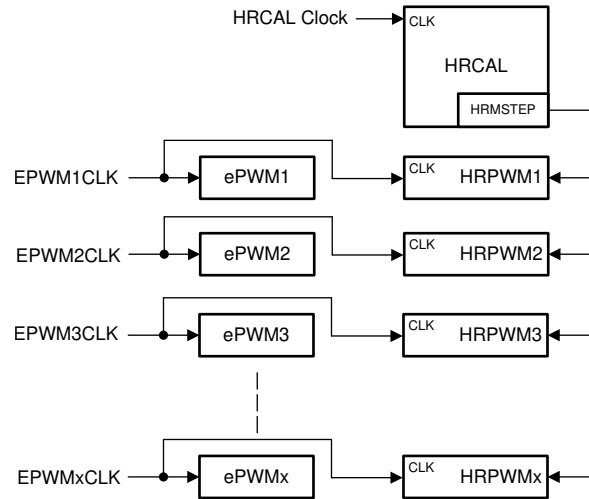 HRCAL Clock
CLK
HRCAL
HRMSTEP
EPWM1CLK
ePWM1
CLK
HRPWM1
EPWM2CLK
ePWM2
CLK
HRPWM2
EPWM3CLK
ePWM3
CLK
HRPWM3
EPWMxCLK
ePWMx
CLK
HRPWMx